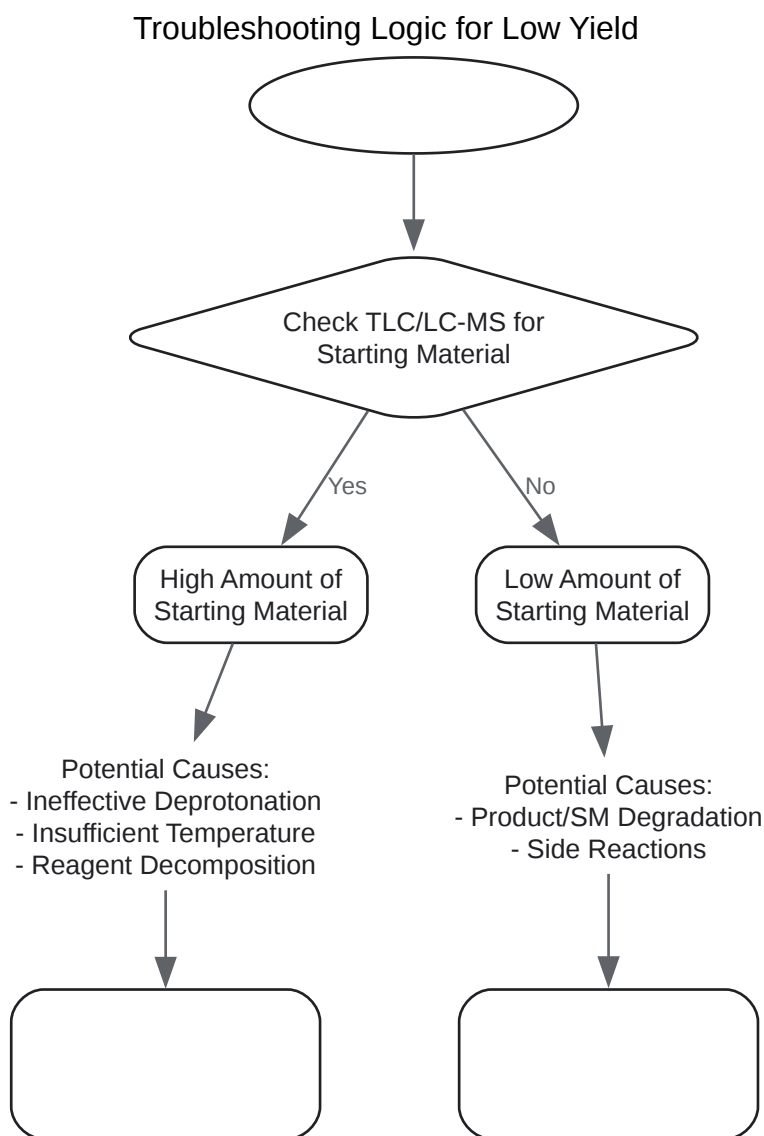 Troubleshooting Logic for Low Yield
Check TLC/LC-MS for
Starting Material
Yes
No
High Amount of
Starting Material
Low Amount of
Starting Material
Potential Causes:
- Ineffective Deprotonation
- Insufficient Temperature
- Reagent Decomposition
Potential Causes:
- Product/SM Degradation
- Side Reactions